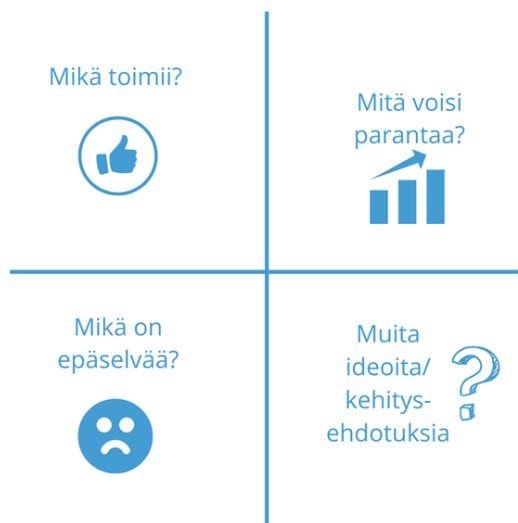 Mikä toimii?
Mitä voisi
parantaa?
Mikä on
epäselvää?
Muita
ideoita/
kehitys-
ehdotuksia
?